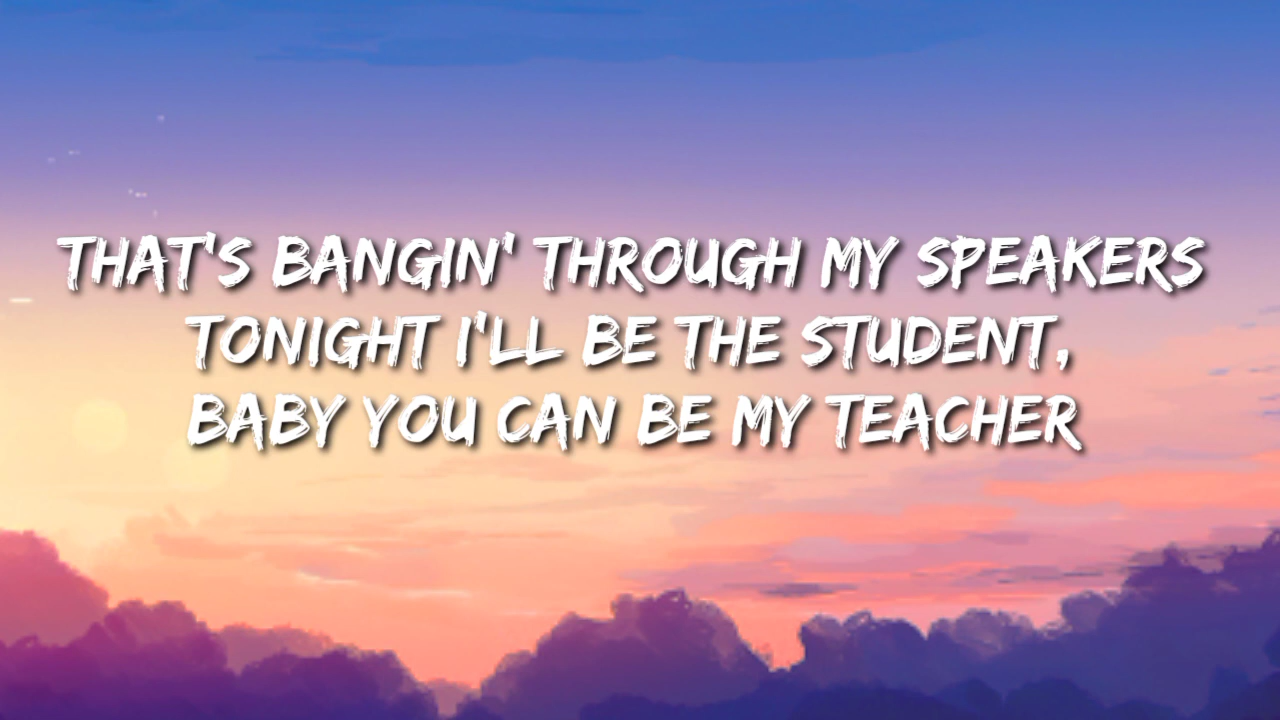 THAT'S BANGIN' THROUGH MY SPEAKERS
TONIGHT I'LL BE THE STUDENT,
BABY YOU CAN BE MY TEACHER